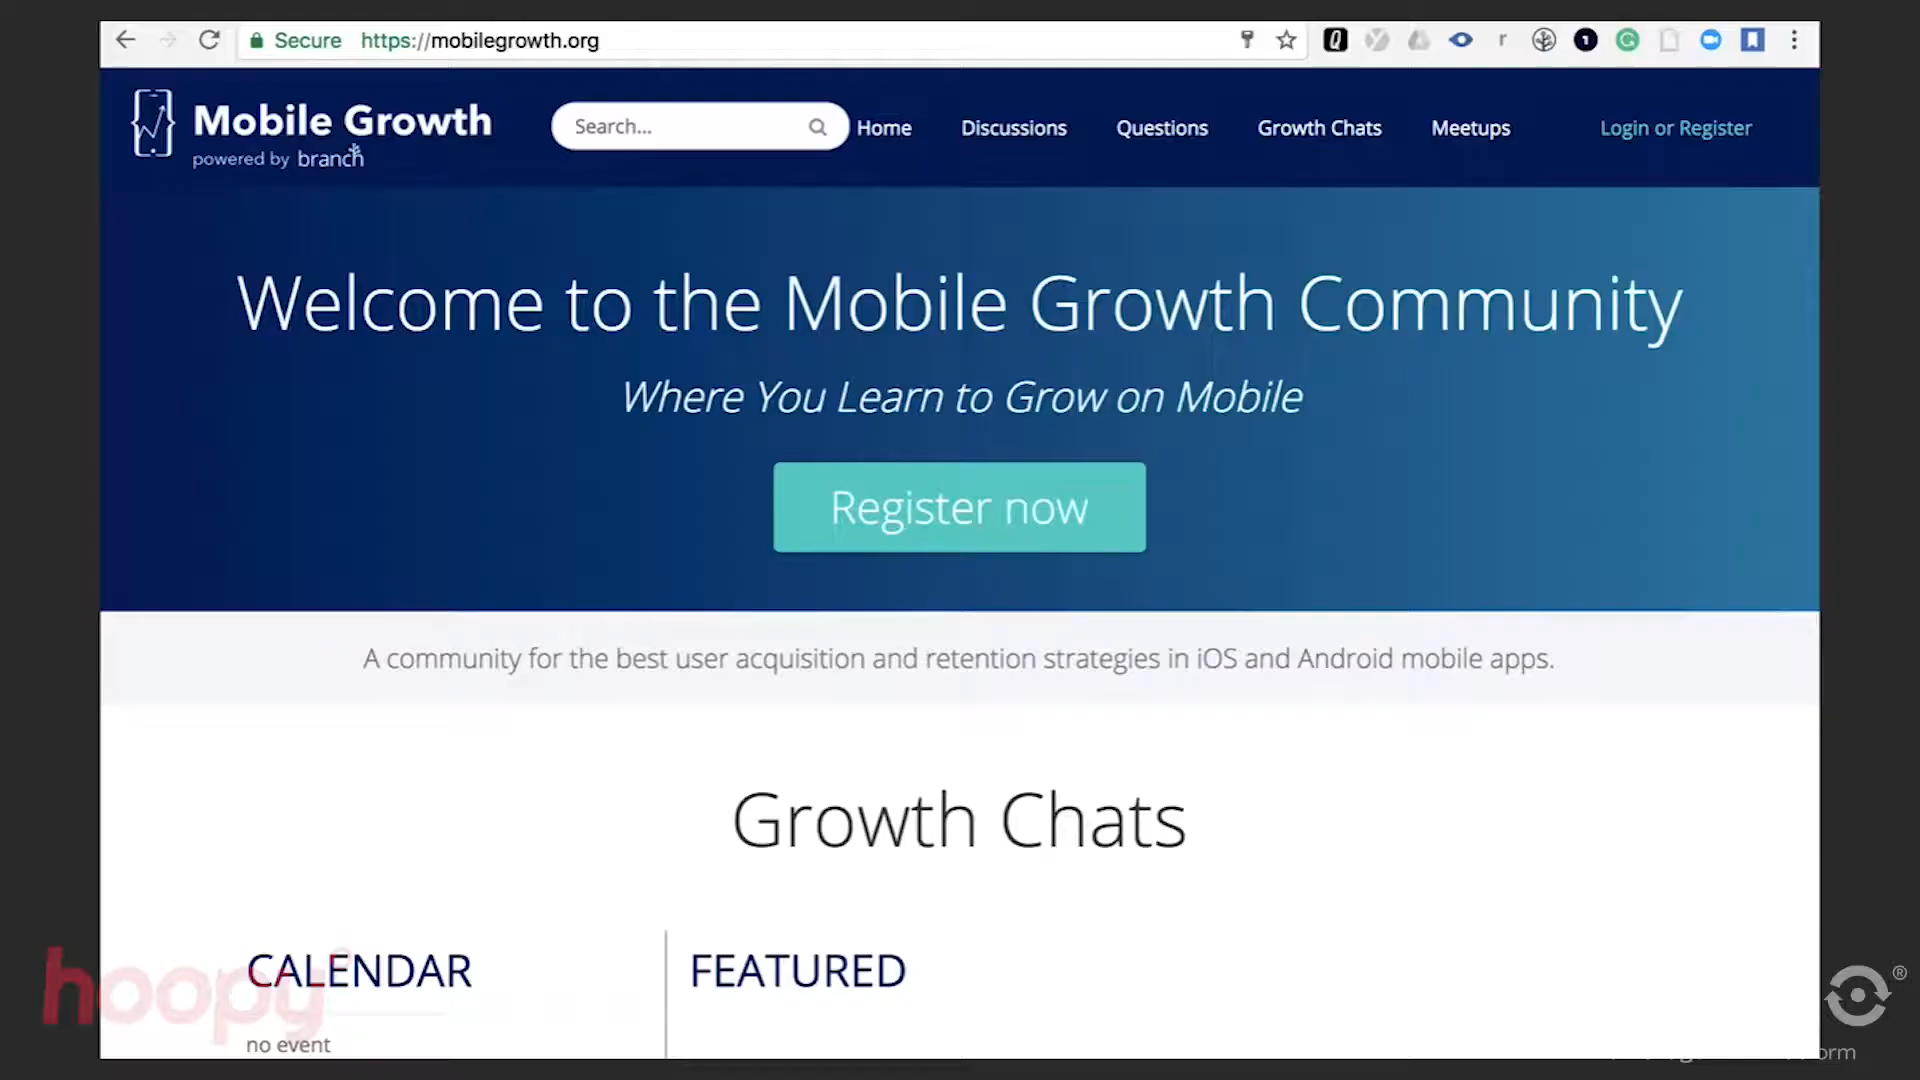 Secure https://mobilegrowth.org
Mobile Growth
powered by branch
Search...
Home Discussions Questions Growth Chats Meetups Login or Register
Welcome to the Mobile Growth Community
Where You Learn to Grow on Mobile
Register now
A community for the best user acquisition and retention strategies in iOS and Android mobile apps.
Growth Chats
CALENDAR FEATURED
no event
hoopy